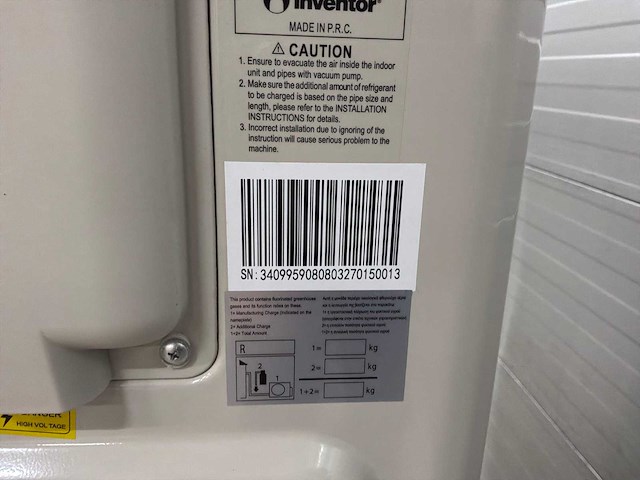 inventor®
MADE IN P.R.C.
⚠ CAUTION
1. Ensure to evacuate the air inside the indoor
unit and pipes with vacuum pump.
2. Make sure the additional amount of refrigerant
to be charged is based on the pipe size and
length, please refer to the INSTALLATION
INSTRUCTIONS for details.
3. Incorrect installation due to ignoring of the
instruction will cause serious problem to the
machine.
SN: 3409959080803270150013
This product contains fluorinated greenhouse
gases and its function relies on these.
1= Manufacturing Charge (indicated on the
nameplate)
2= Additional Charge
1+2= Total Amount
R
2
1
1= kg
2= kg
1+2= kg
DANGER
HIGH VOLTAGE